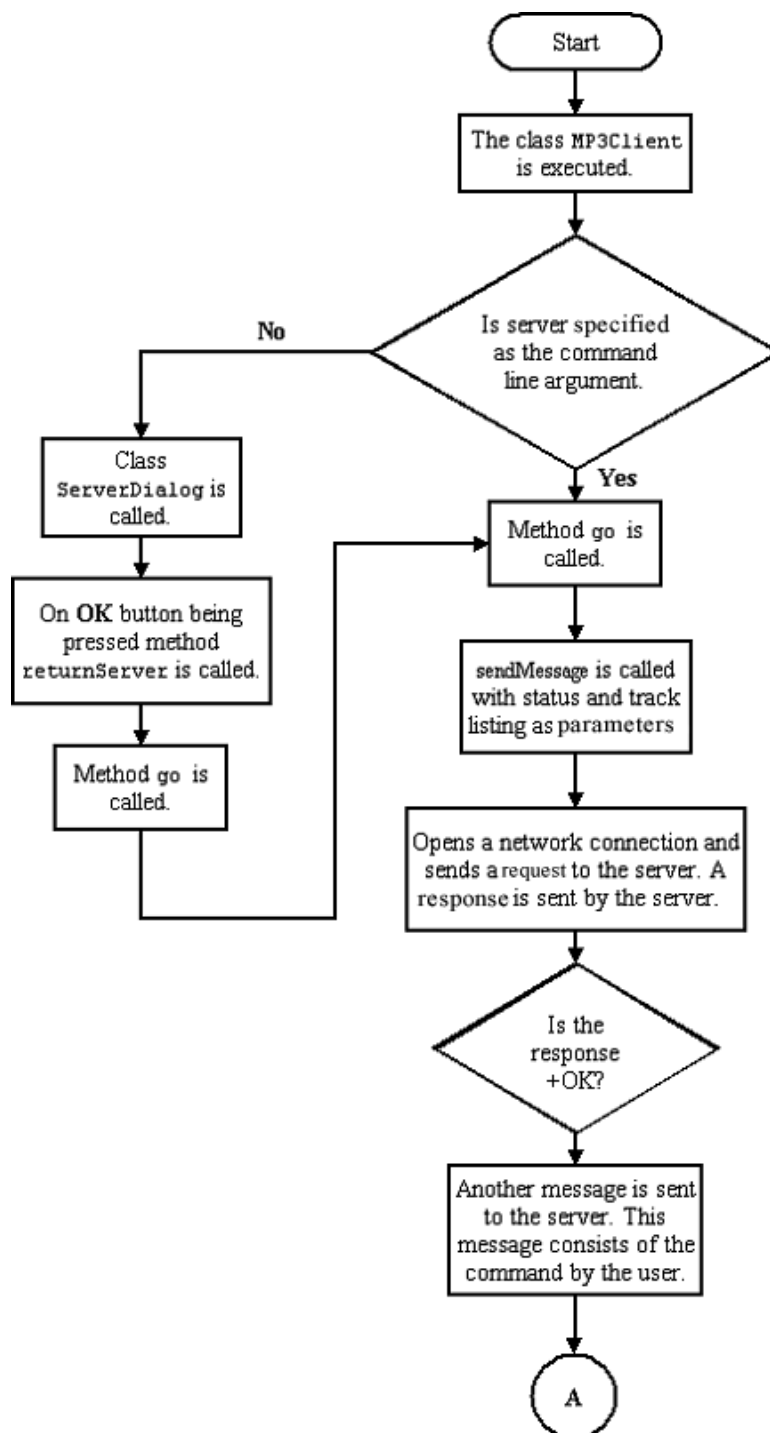 Start
The class MP3Client
is executed.
Is server specified
as the command
line argument.
No
Yes
Class
ServerDialog is
called.
On OK button being
pressed method
returnServer is called.
Method go is
called.
Method go is
called.
sendMessage is called
with status and track
listing as parameters
Opens a network connection and
sends a request to the server. A
response is sent by the server.
Is the
response
+OK?
Another message is sent
to the server. This
message consists of the
command by the user.
A